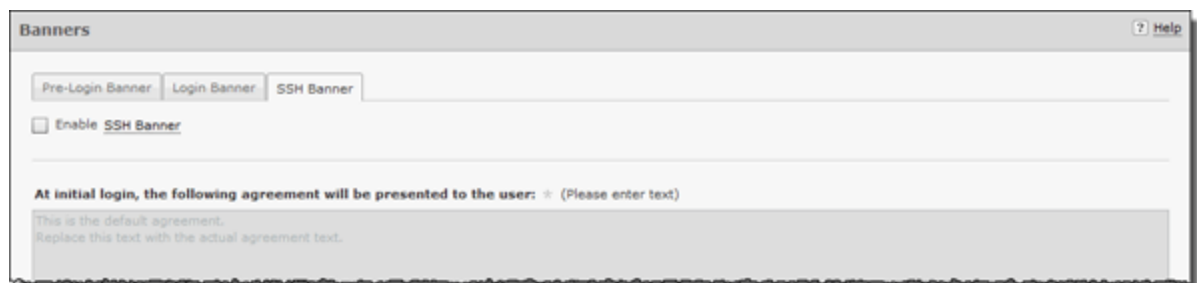 Banners
? Help
Pre-Login Banner Login Banner SSH Banner
Enable SSH Banner
At initial login, the following agreement will be presented to the user: * (Please enter text)
This is the default agreement.
Replace this text with the actual agreement text.